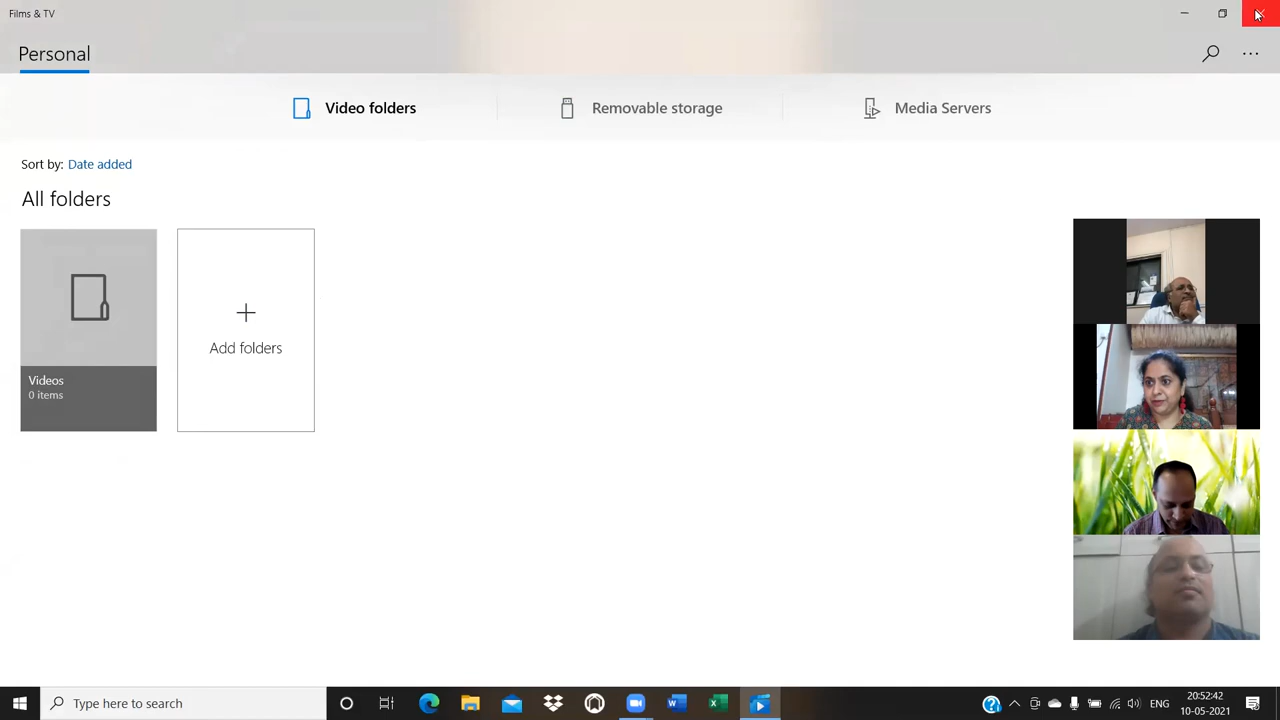 Films & TV
Personal
Video folders
Removable storage
Media Servers
Sort by: Date added
All folders
Videos
0 items
Add folders
Type here to search
ENG
20:52:42
10-05-2021